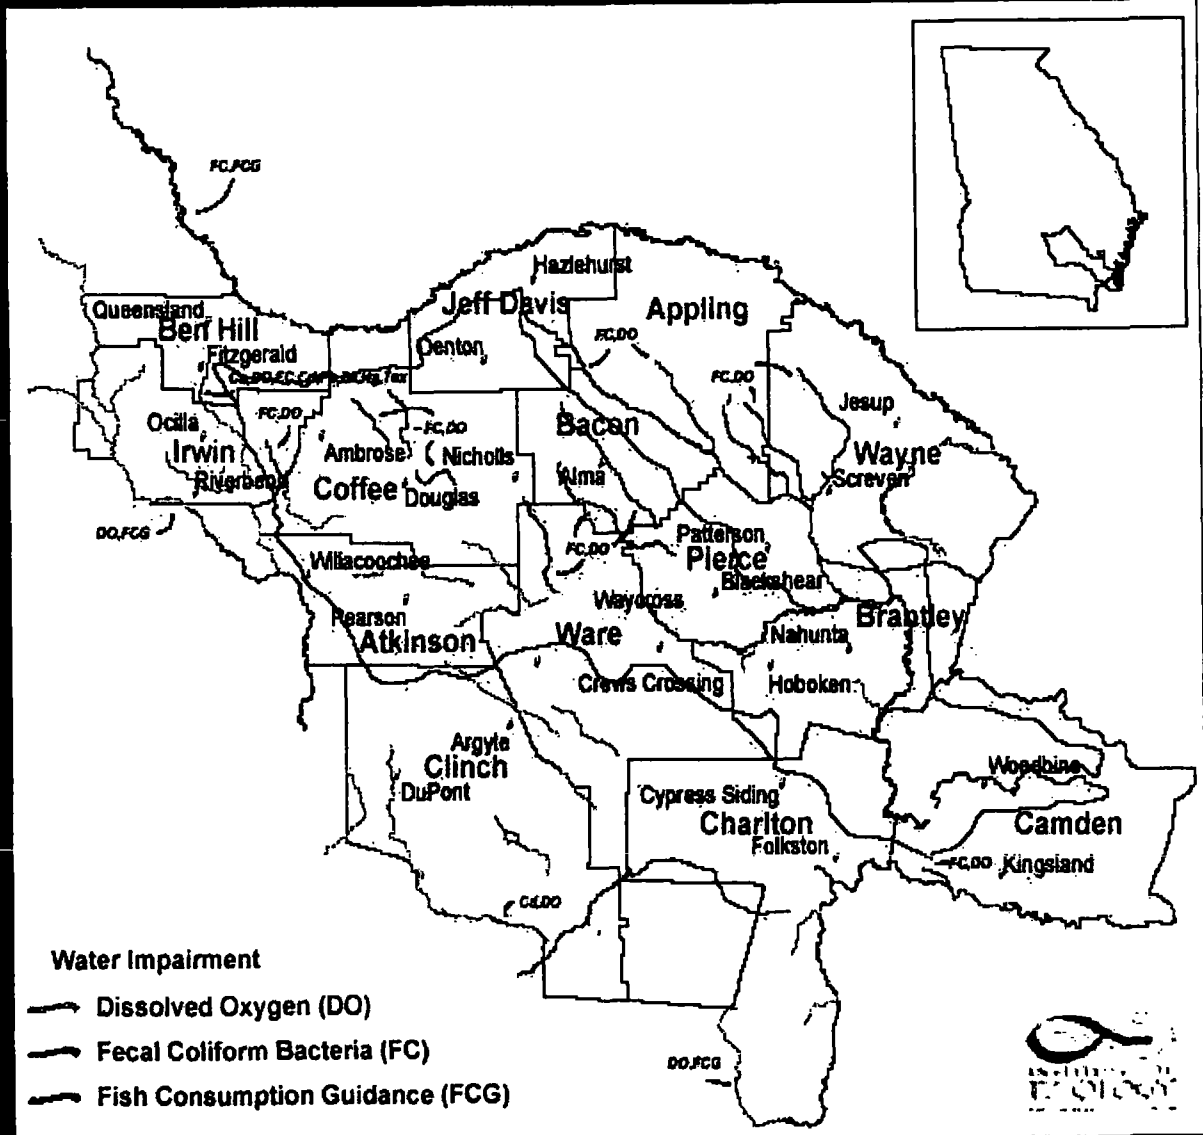 FC,FCG
Hazlehurst
Queensland
Jeff Davis
Appling
Ben Hill
Fitzgerald
Denton
FC,DO
FC,DO
Jesup
Ocilla
FC,DO
FC,DO
Bacon
Irwin
Ambrose
Nicholls
Wayne
Alma
Screven
Riverbend
Coffee
Douglas
DO,FCG
FC,DO
Patterson
Willacoochee
Pierce
Blackshear
Waycross
Pearson
Atkinson
Ware
Brantley
Nahunta
Crews Crossing
Hoboken
Argyle
Clinch
DuPont
Woodbine
Cypress Siding
Charlton
Camden
Folkston
FC,DO
Kingsland
Cd,DO
Water Impairment
Dissolved Oxygen (DO)
Fecal Coliform Bacteria (FC)
Fish Consumption Guidance (FCG)
DO,FCG